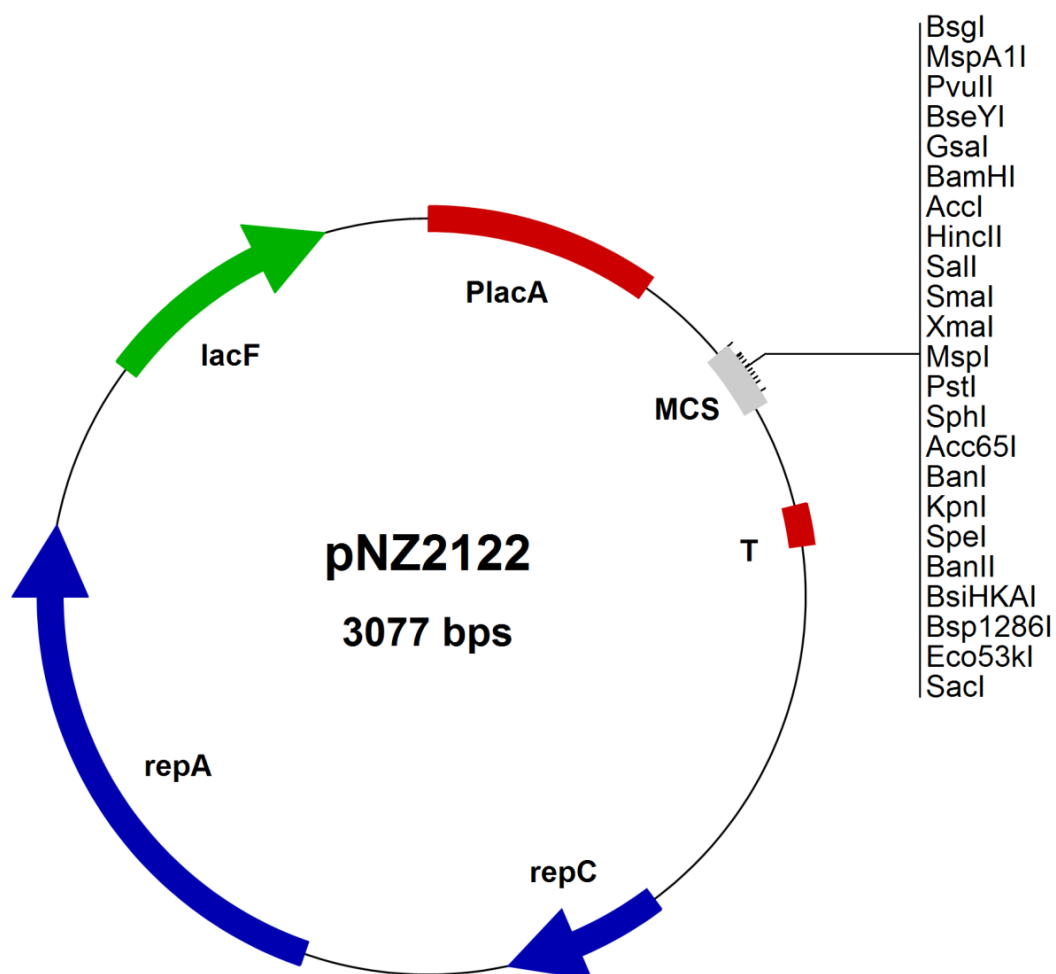 BsgI
MspA1I
PvuII
BseYI
GsaI
BamHI
AccI
HincII
SalI
SmaI
XmaI
MspI
PstI
SphI
Acc65I
BanI
KpnI
SpeI
BanII
BsiHKAI
Bsp1286I
Eco53kI
SacI
PlacA
lacF
MCS
T
pNZ2122
3077 bps
repA
repC